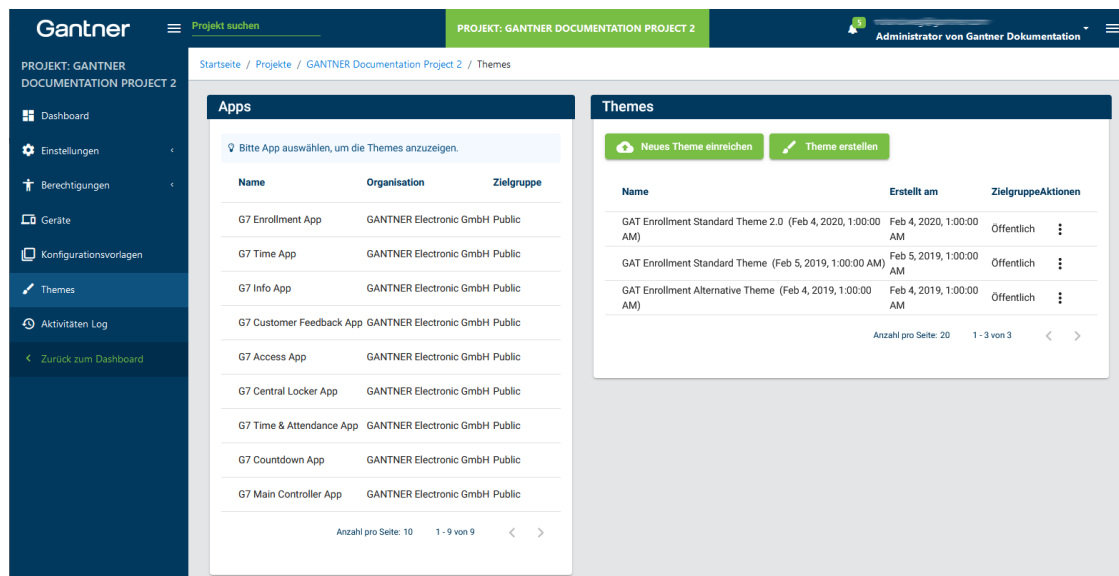 Gantner
Projekt suchen
PROJEKT: GANTNER DOCUMENTATION PROJECT 2
5
Administrator von Gantner Dokumentation
PROJEKT: GANTNER
DOCUMENTATION PROJECT 2
Dashboard
Einstellungen
Berechtigungen
Geräte
Konfigurationsvorlagen
Themes
Aktivitäten Log
Zurück zum Dashboard
Startseite / Projekte / GANTNER Documentation Project 2 / Themes
Apps
Bitte App auswählen, um die Themes anzuzeigen.
Name Organisation Zielgruppe
G7 Enrollment App GANTNER Electronic GmbH Public
G7 Time App GANTNER Electronic GmbH Public
G7 Info App GANTNER Electronic GmbH Public
G7 Customer Feedback App GANTNER Electronic GmbH Public
G7 Access App GANTNER Electronic GmbH Public
G7 Central Locker App GANTNER Electronic GmbH Public
G7 Time & Attendance App GANTNER Electronic GmbH Public
G7 Countdown App GANTNER Electronic GmbH Public
G7 Main Controller App GANTNER Electronic GmbH Public
Anzahl pro Seite: 10 1 - 9 von 9
Themes
Neues Theme einreichen Theme erstellen
Name Erstellt am Zielgruppe Aktionen
GAT Enrollment Standard Theme 2.0 (Feb 4, 2020, 1:00:00 Feb 4, 2020, 1:00:00 Öffentlich
AM) AM
GAT Enrollment Standard Theme (Feb 5, 2019, 1:00:00 AM) Feb 5, 2019, 1:00:00 Öffentlich
AM
GAT Enrollment Alternative Theme (Feb 4, 2019, 1:00:00 Feb 4, 2019, 1:00:00 Öffentlich
AM) AM
Anzahl pro Seite: 20 1 - 3 von 3